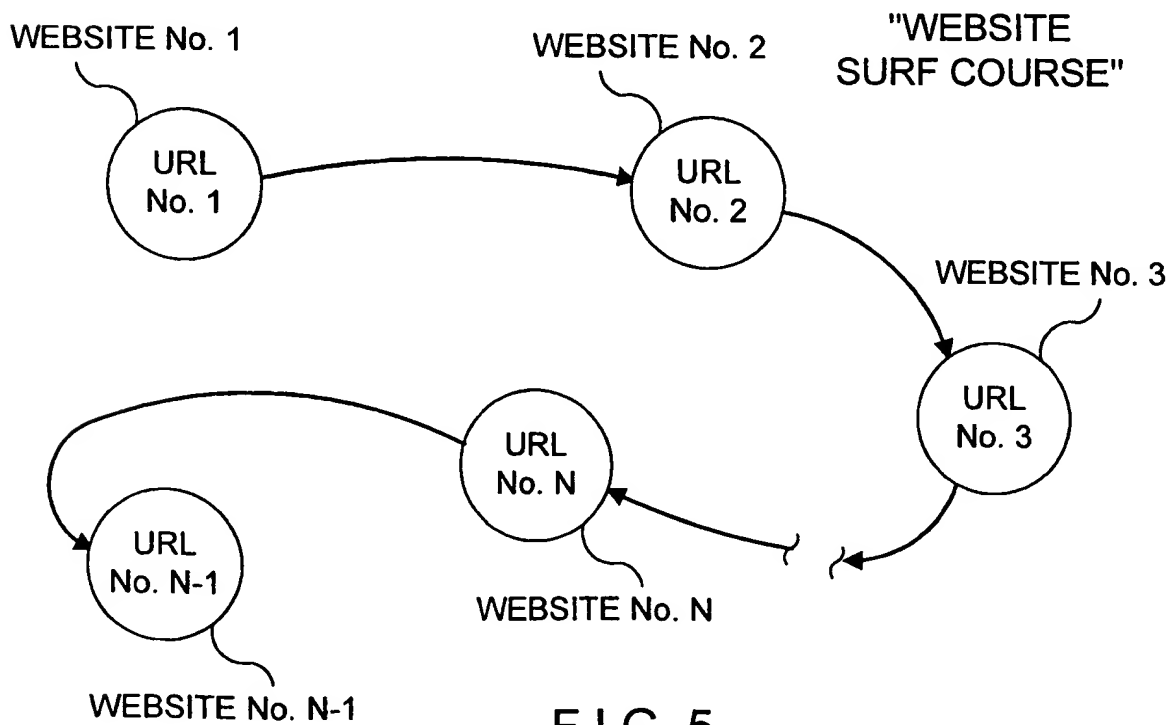 WEBSITE No. 1
WEBSITE No. 2
"WEBSITE
SURF COURSE"
URL
No. 1
URL
No. 2
WEBSITE No. 3
URL
No. 3
URL
No. N
URL
No. N-1
WEBSITE No. N
WEBSITE No. N-1
FIG. 5